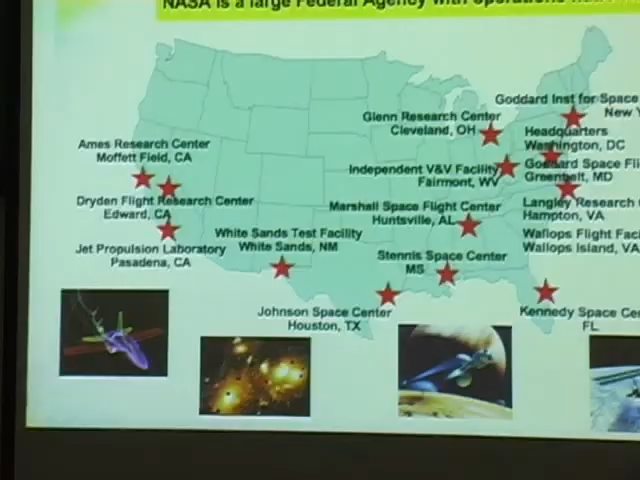 NASA is a large Federal Agency with operations
Goddard Inst for Space
New Y
Glenn Research Center
Cleveland, OH
Headquarters
Washington, DC
Ames Research Center
Moffett Field, CA
Independent V&V Facility
Fairmont, WV
Goddard Space Fli
Greenbelt, MD
Dryden Flight Research Center
Edward, CA
Marshall Space Flight Center
Huntsville, AL
Langley Research
Hampton, VA
White Sands Test Facility
White Sands, NM
Wallops Flight Faci
Wallops Island, VA
Jet Propulsion Laboratory
Pasadena, CA
Stennis Space Center
MS
Johnson Space Center
Houston, TX
Kennedy Space Ce
FL